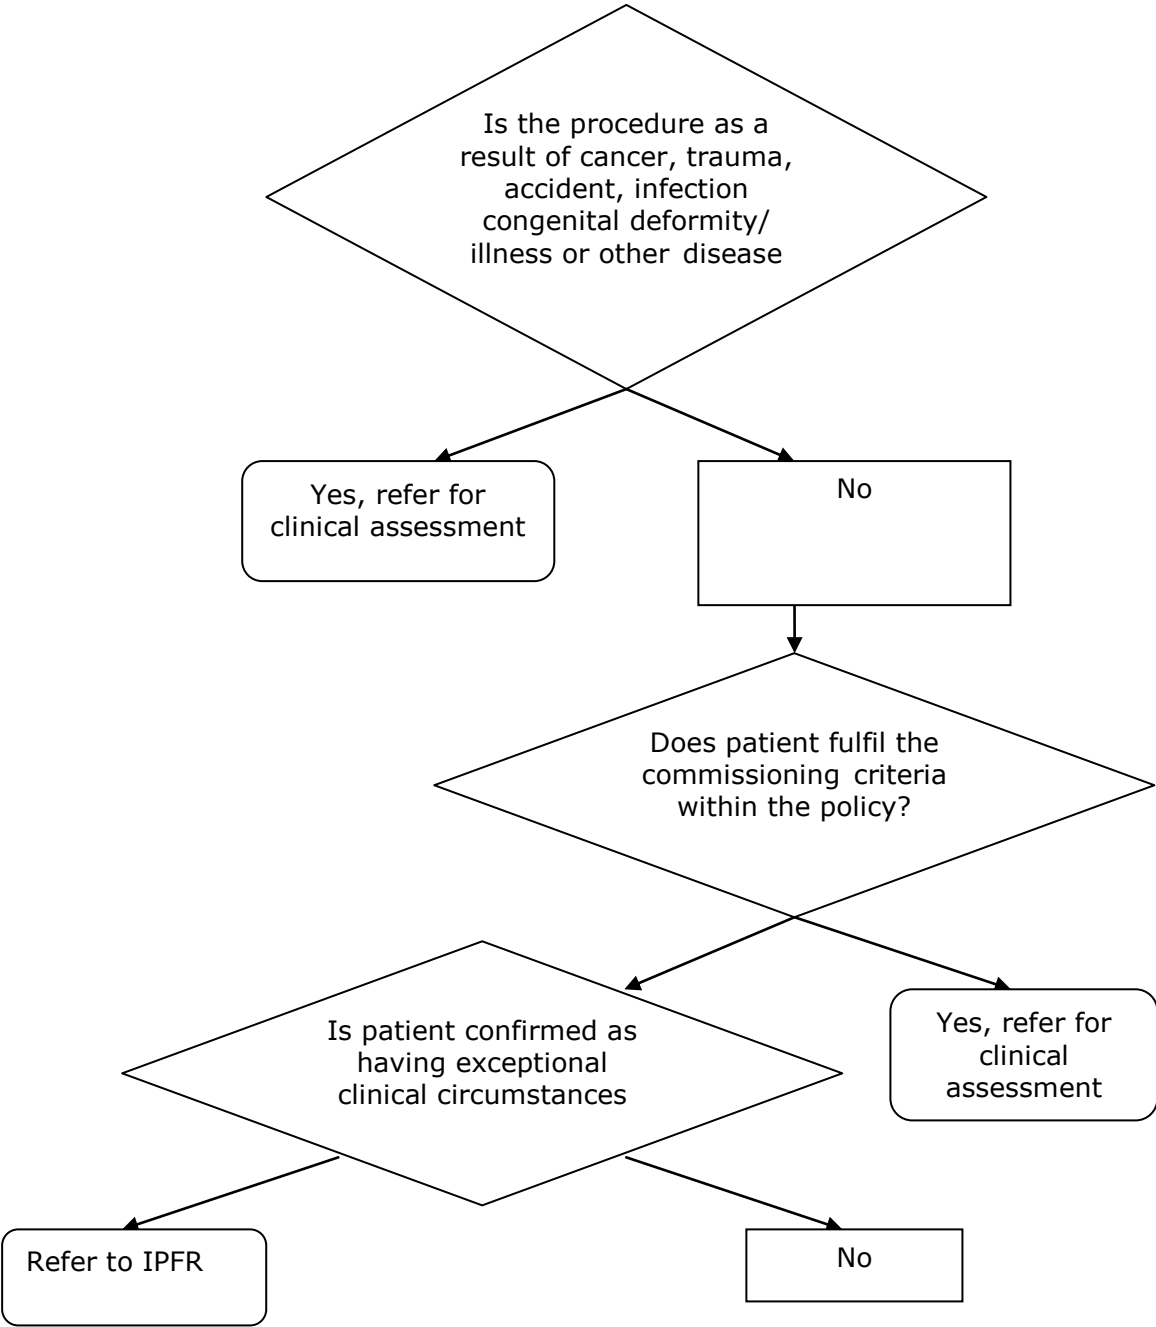 Is the procedure as a
result of cancer, trauma,
accident, infection
congenital deformity/
illness or other disease
Yes, refer for
clinical assessment
No
Does patient fulfil the
commissioning criteria
within the policy?
Is patient confirmed as
having exceptional
clinical circumstances
Yes, refer for
clinical
assessment
Refer to IPFR
No